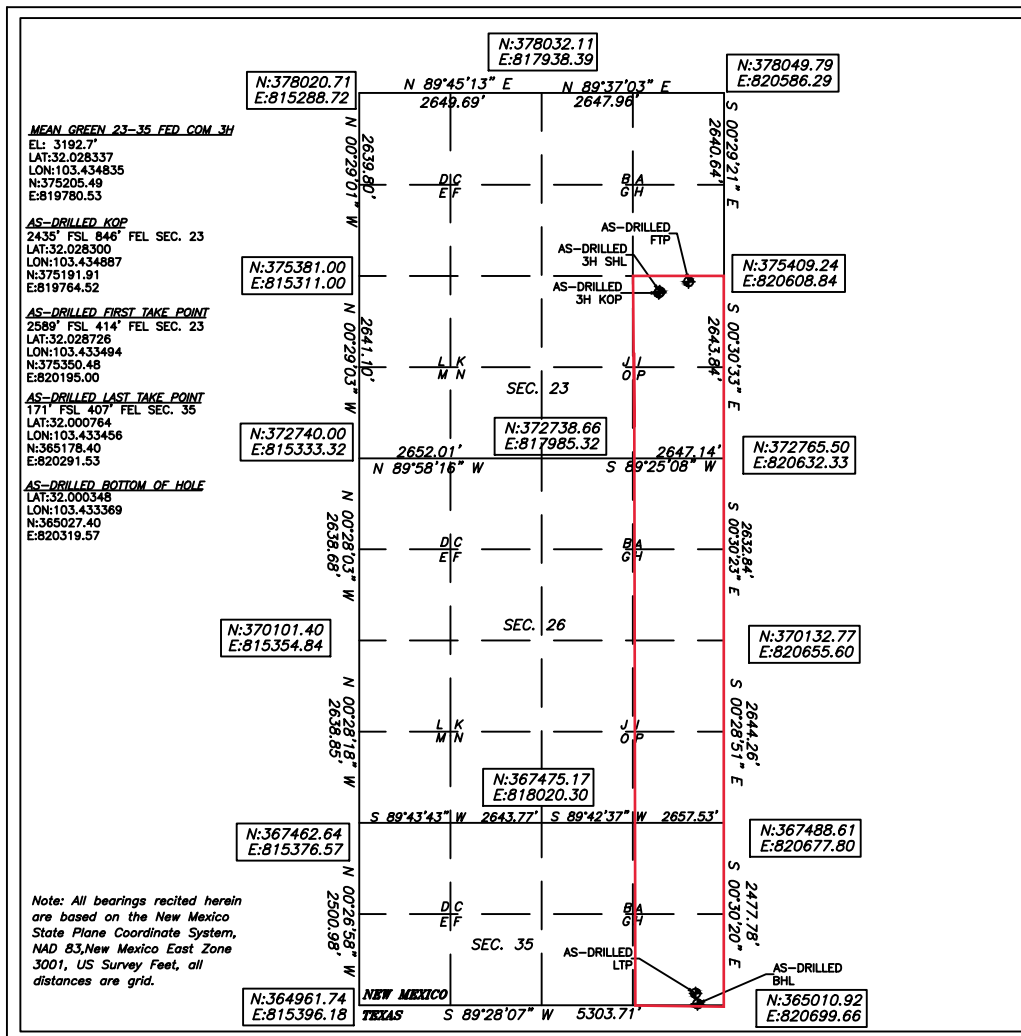 N:378032.11
E:817938.39
N:378020.71
E:815288.72
N 89°45'13" E
2649.69'
N 89°37'03" E
2647.96'
N:378049.79
E:820586.29
MEAN GREEN 23-35 FED COM 3H
EL: 3192.7'
LAT:32.028337
LON:103.434835
N:375205.49
E:819780.53
AS-DRILLED KOP
2435' FSL 846' FEL SEC. 23
LAT:32.028300
LON:103.434887
N:375191.91
E:819764.52
AS-DRILLED FIRST TAKE POINT
2589' FSL 414' FEL SEC. 23
LAT:32.028726
LON:103.433494
N:375350.48
E:820195.00
AS-DRILLED LAST TAKE POINT
171' FSL 407' FEL SEC. 35
LAT:32.000764
LON:103.433456
N:365178.40
E:820291.53
AS-DRILLED BOTTOM OF HOLE
LAT:32.000348
LON:103.433369
N:365027.40
E:820319.57
N 00°29'01" W
2639.80'
D C
E F
B A
G H
S 00°29'21" E
2640.64'
AS-DRILLED
FTP
AS-DRILLED
3H SHL
AS-DRILLED
3H KOP
N:375381.00
E:815311.00
N:375409.24
E:820608.84
N 00°29'03" W
2641.10'
L K
M N
J I
O P
S 00°30'33" E
2643.84'
SEC. 23
N:372740.00
E:815333.32
N:372738.66
E:817985.32
N:372765.50
E:820632.33
2652.01'
N 89°58'16" W
2647.14'
S 89°25'08" W
N 00°28'03" W
2638.68'
D C
E F
B A
G H
2632.84'
S 00°30'23" E
SEC. 26
N:370101.40
E:815354.84
N:370132.77
E:820655.60
N 00°28'18" W
2638.85'
L K
M N
J I
O P
2644.26'
S 00°28'51" E
N:367475.17
E:818020.30
S 89°43'43" W 2643.77'
S 89°42'37" W 2657.53'
N:367462.64
E:815376.57
N:367488.61
E:820677.80
N 00°26'58" W
2500.98'
D C
E F
B A
G H
2477.78'
S 00°30'20" E
SEC. 35
AS-DRILLED
LTP
AS-DRILLED
BHL
Note: All bearings recited herein
are based on the New Mexico
State Plane Coordinate System,
NAD 83,New Mexico East Zone
3001, US Survey Feet, all
distances are grid.
N:364961.74
E:815396.18
NEW MEXICO
TEXAS
S 89°28'07" W 5303.71'
N:365010.92
E:820699.66